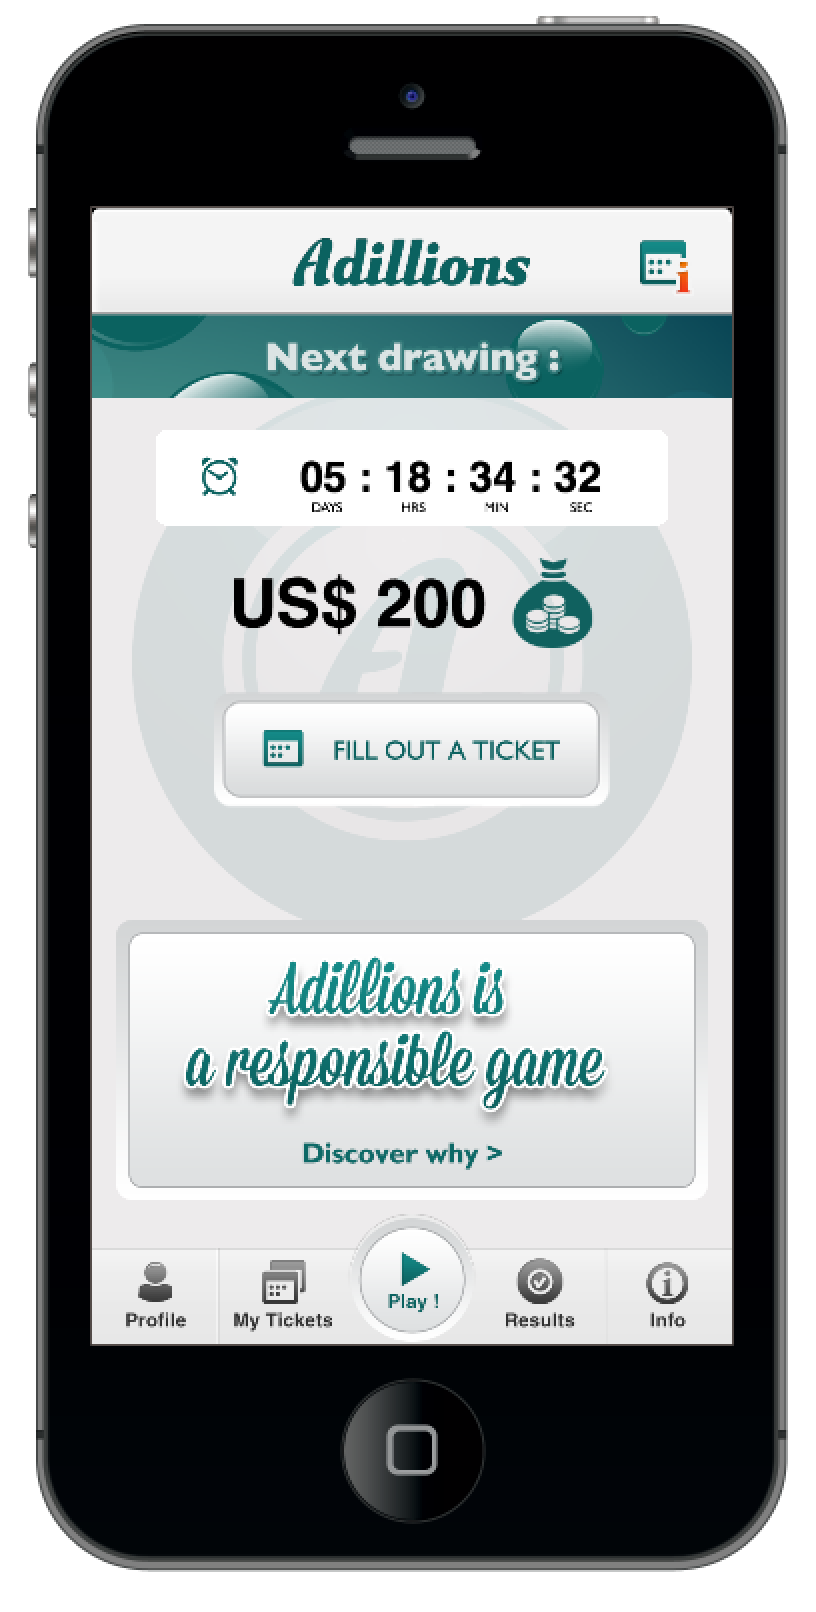 Adillions
Next drawing :
05 : 18 : 34 : 32
DAYS HRS MIN SEC
US$ 200
FILL OUT A TICKET
Adillions is
a responsible game
Discover why >
Profile
My Tickets
Play !
Results
Info